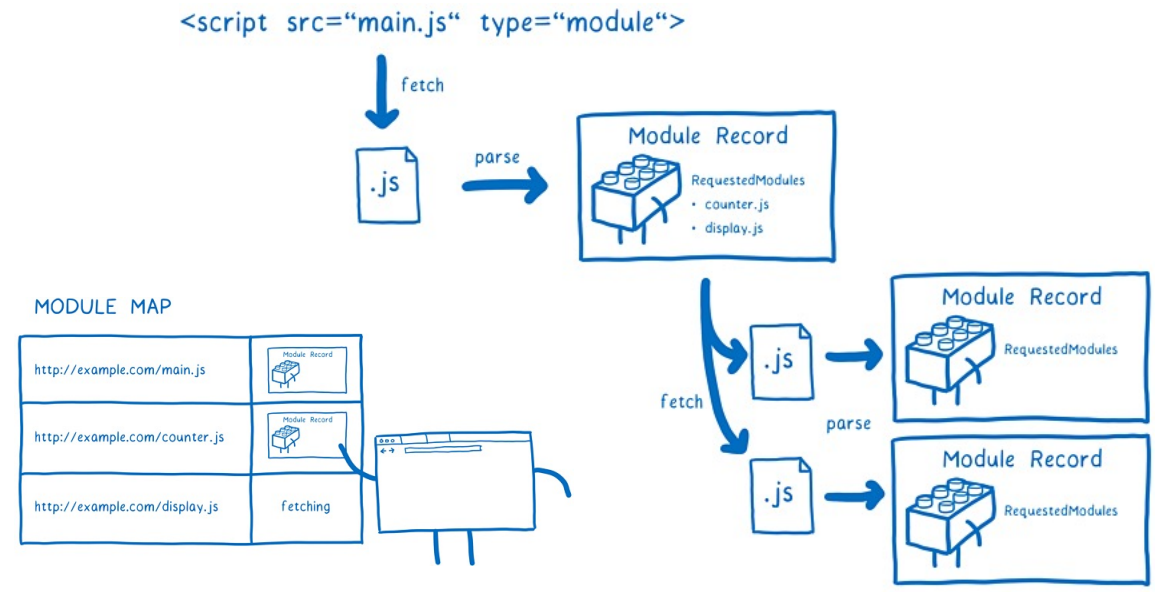 <script src=“main.js“ type=“module“>
fetch
.js
parse
Module Record
RequestedModules
• counter.js
• display.js
MODULE MAP
http://example.com/main.js
Module Record
http://example.com/counter.js
Module Record
http://example.com/display.js
fetching
fetch
.js
Module Record
RequestedModules
parse
.js
Module Record
RequestedModules